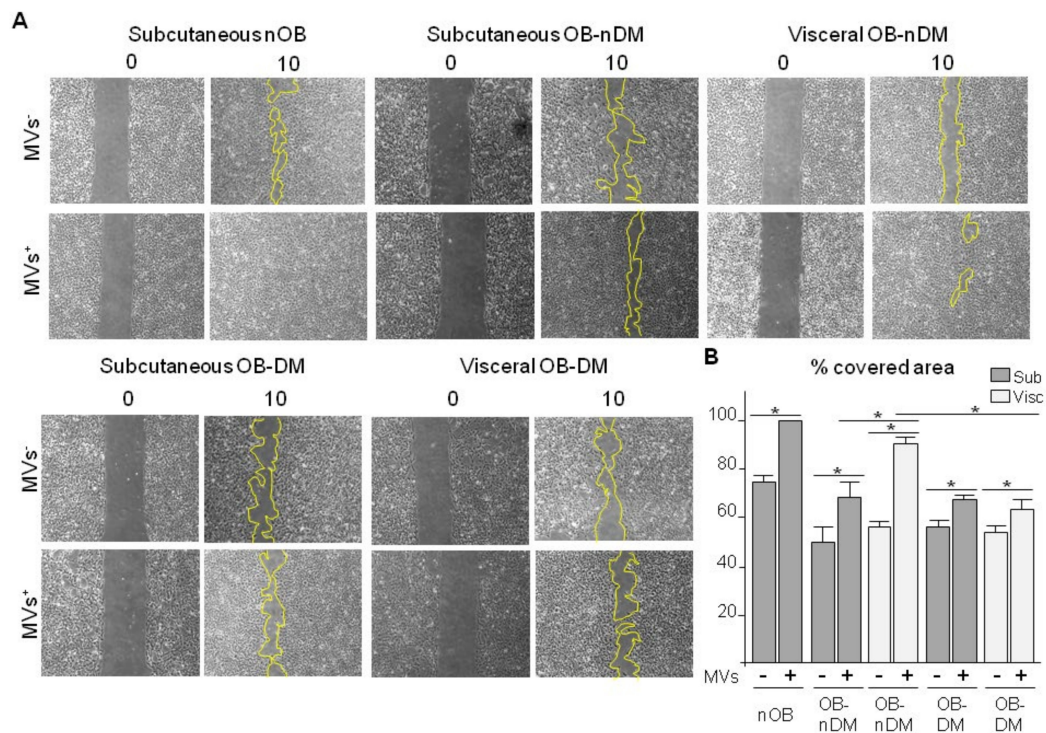 A
Subcutaneous nOB
Subcutaneous OB-nDM
Visceral OB-nDM
0 10 0 10 0 10
MVs-
MVs+
Subcutaneous OB-DM
Visceral OB-DM
0 10 0 10
MVs-
MVs+
B
% covered area
Sub
Visc
* * * * * * *
100
80
60
40
20
MVs - + - + - + - + - +
nOB OB-nDM OB-nDM OB-DM OB-DM